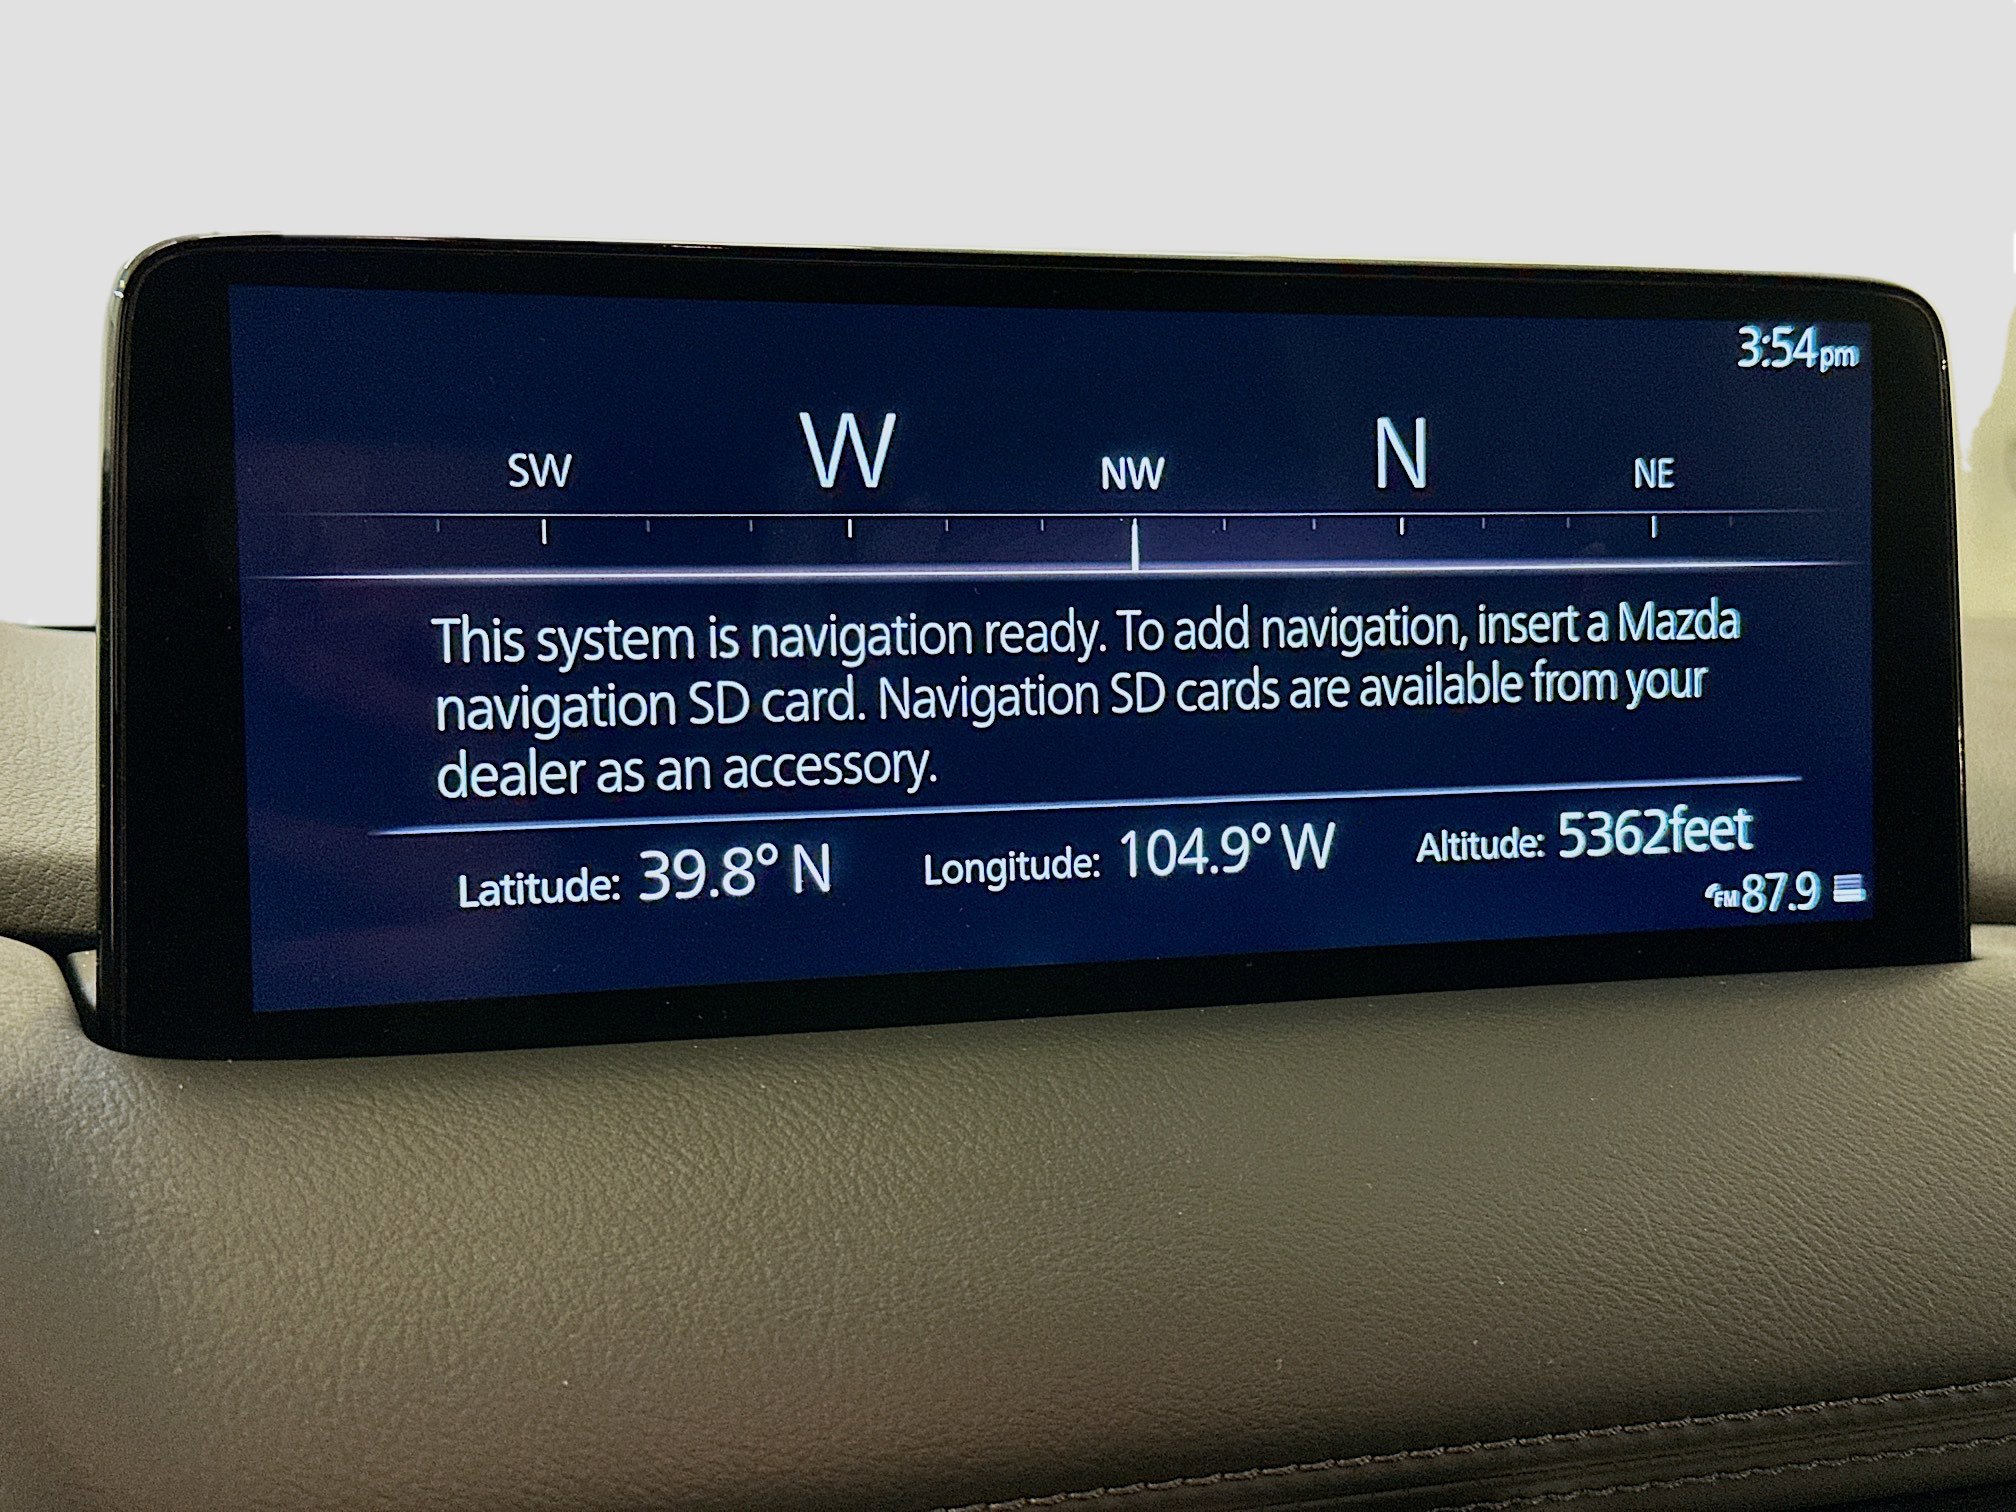 3:54pm
SW W NW N NE
This system is navigation ready. To add navigation, insert a Mazda
navigation SD card. Navigation SD cards are available from your
dealer as an accessory.
Latitude: 39.8° N Longitude: 104.9° W Altitude: 5362feet
FM 87.9